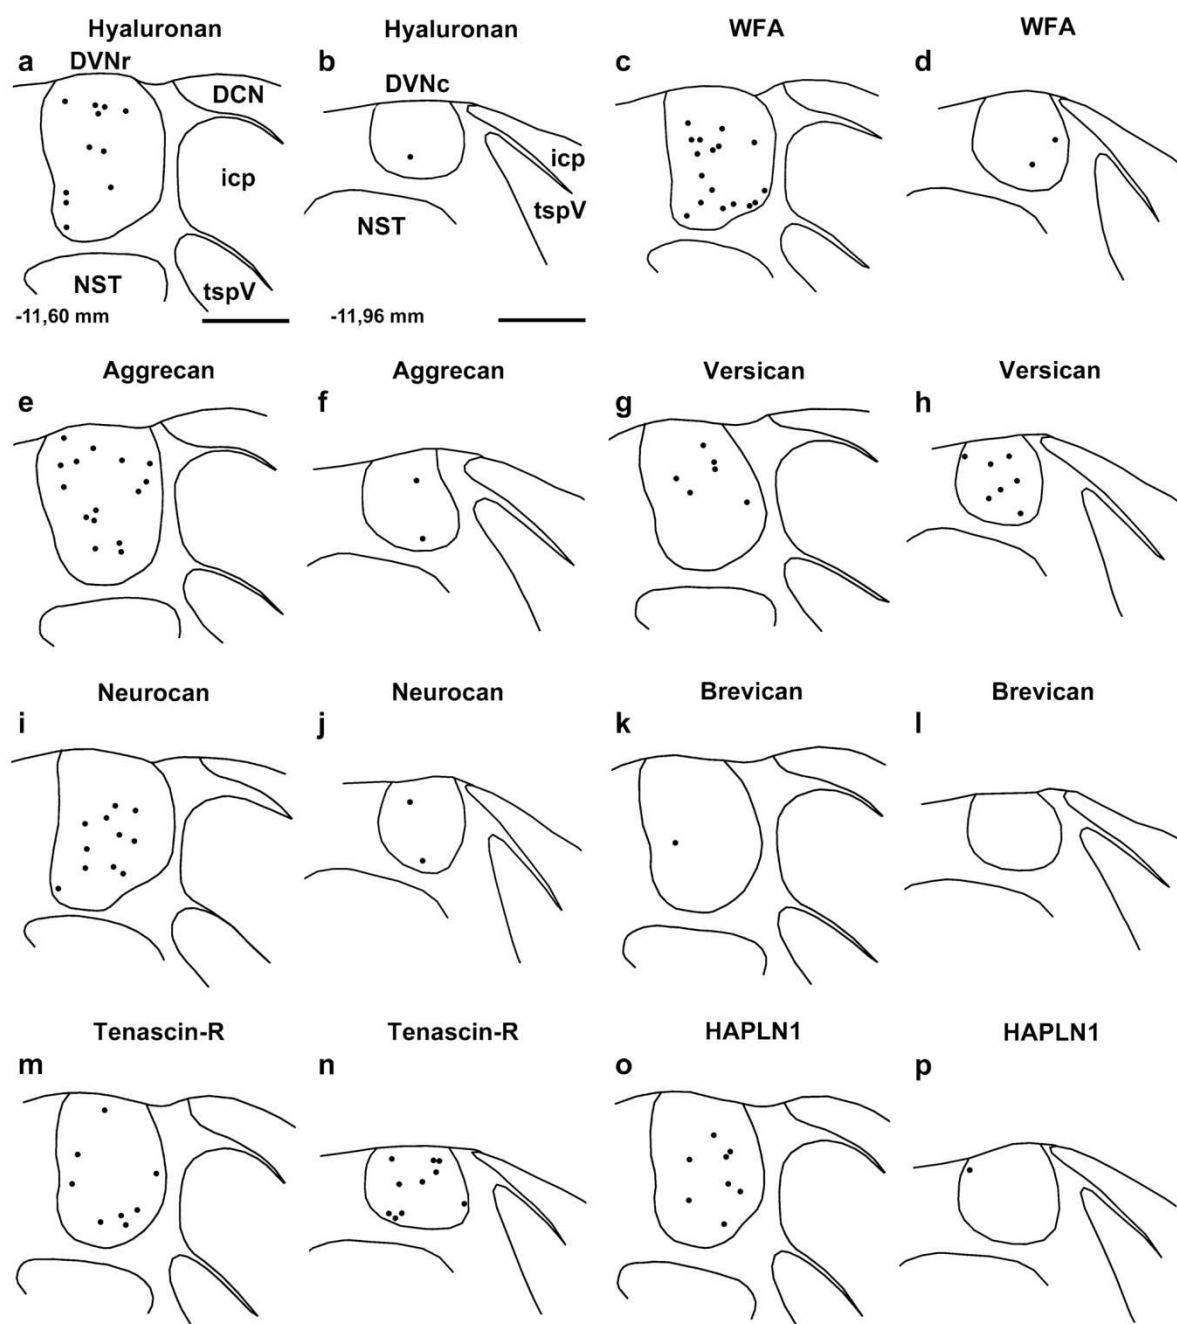 Hyaluronan Hyaluronan WFA WFA
a DVNr b DVNc c d
DCN
icp icp
tspV
NST NST
tspV
-11,60 mm -11,96 mm
Aggrecan Aggrecan Versican Versican
e f g h
Neurocan Neurocan Brevican Brevican
i j k l
Tenascin-R Tenascin-R HAPLN1 HAPLN1
m n o p